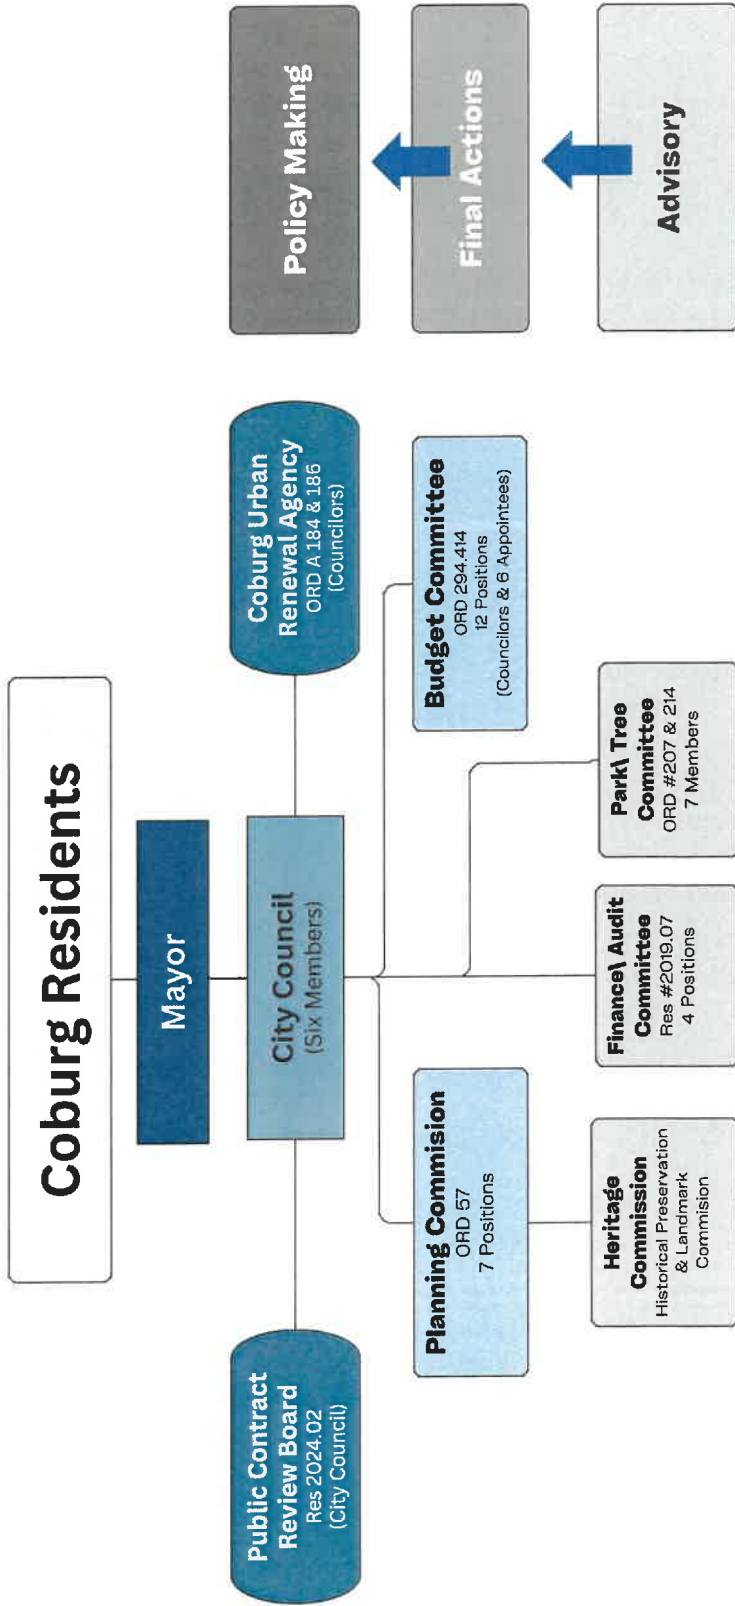 Coburg Residents
Mayor
Public Contract
Review Board
Res 2024.02
(City Council)
City Council
(Six Members)
Coburg Urban
Renewal Agency
ORD A 184 & 186
(Councilors)
Policy Making
Planning Commision
ORD 57
7 Positions
Budget Committee
ORD 294.414
12 Positions
(Councilors & 6 Appointees)
Final Actions
Heritage
Commission
Historical Preservation
& Landmark
Commision
Finance\ Audit
Committee
Res #2019.07
4 Positions
Park\ Tree
Committee
ORD #207 & 214
7 Members
Advisory